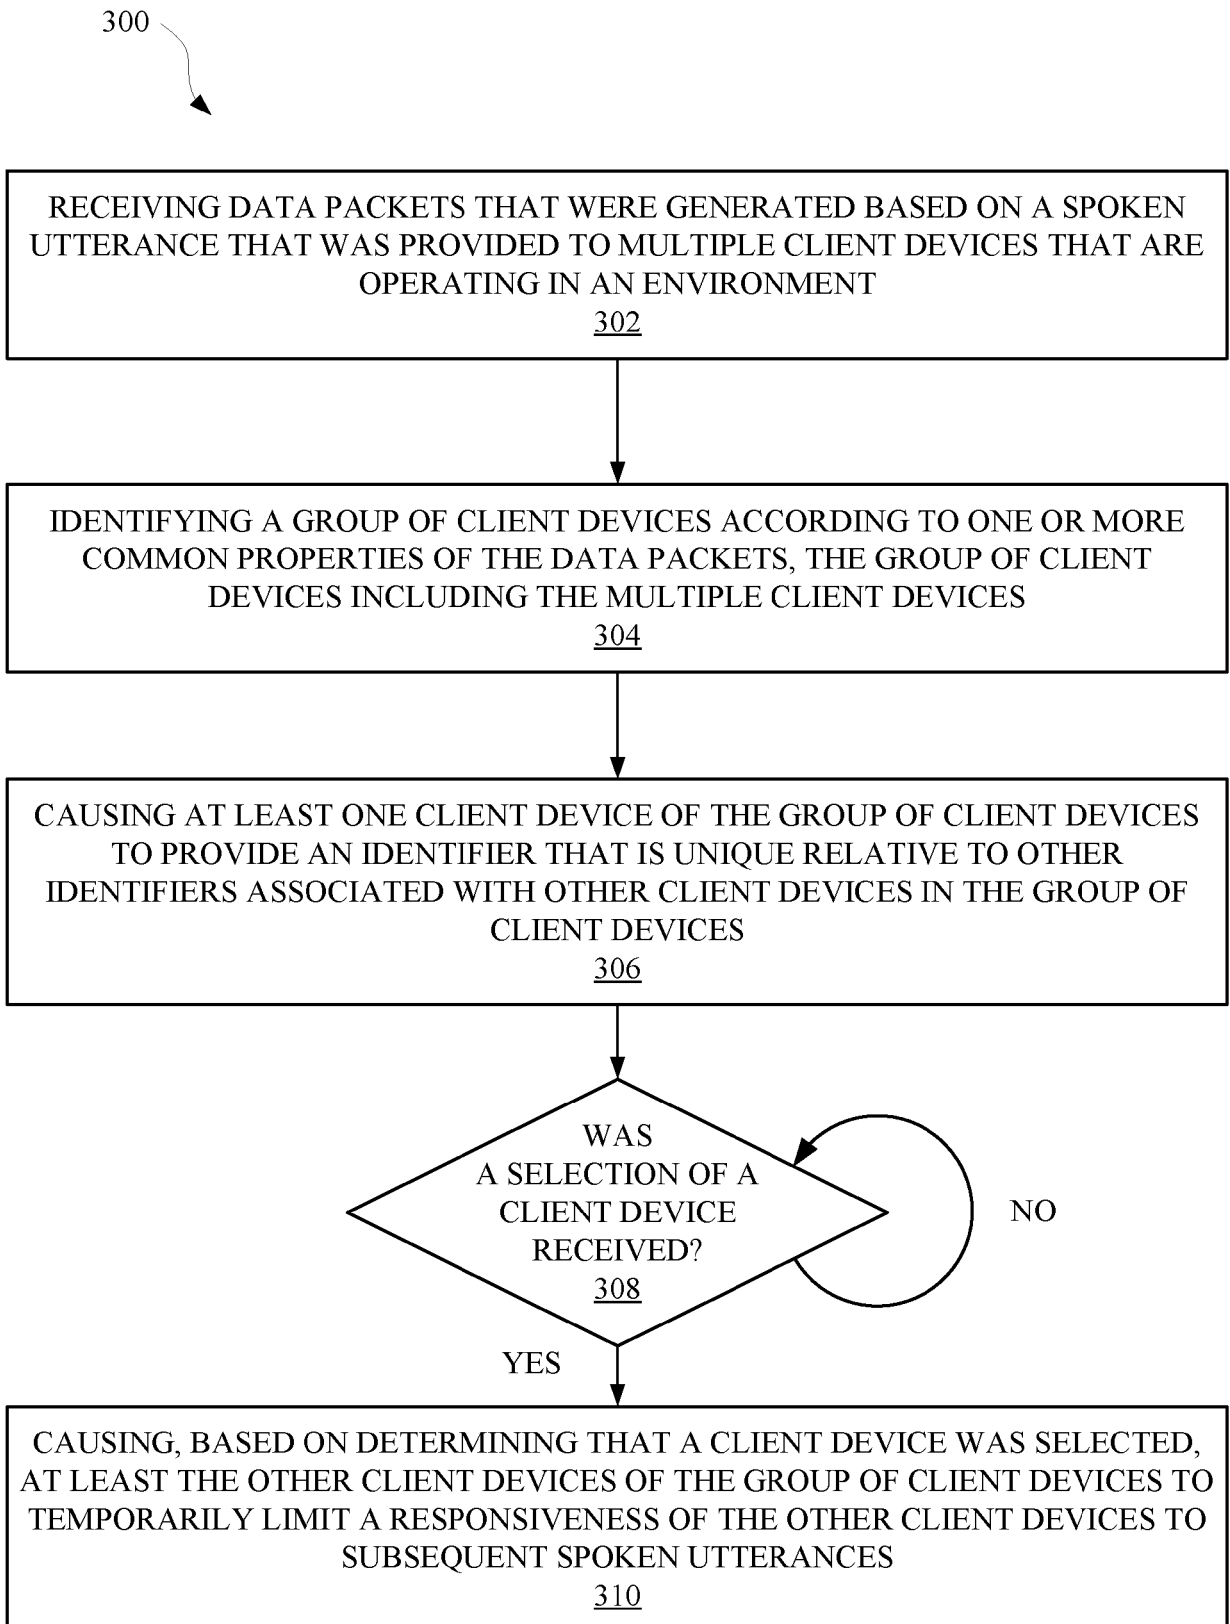 300
RECEIVING DATA PACKETS THAT WERE GENERATED BASED ON A SPOKEN
UTTERANCE THAT WAS PROVIDED TO MULTIPLE CLIENT DEVICES THAT ARE
OPERATING IN AN ENVIRONMENT
302
IDENTIFYING A GROUP OF CLIENT DEVICES ACCORDING TO ONE OR MORE
COMMON PROPERTIES OF THE DATA PACKETS, THE GROUP OF CLIENT
DEVICES INCLUDING THE MULTIPLE CLIENT DEVICES
304
CAUSING AT LEAST ONE CLIENT DEVICE OF THE GROUP OF CLIENT DEVICES
TO PROVIDE AN IDENTIFIER THAT IS UNIQUE RELATIVE TO OTHER
IDENTIFIERS ASSOCIATED WITH OTHER CLIENT DEVICES IN THE GROUP OF
CLIENT DEVICES
306
WAS
A SELECTION OF A
CLIENT DEVICE
RECEIVED?
308
NO
YES
CAUSING, BASED ON DETERMINING THAT A CLIENT DEVICE WAS SELECTED,
AT LEAST THE OTHER CLIENT DEVICES OF THE GROUP OF CLIENT DEVICES TO
TEMPORARILY LIMIT A RESPONSIVENESS OF THE OTHER CLIENT DEVICES TO
SUBSEQUENT SPOKEN UTTERANCES
310